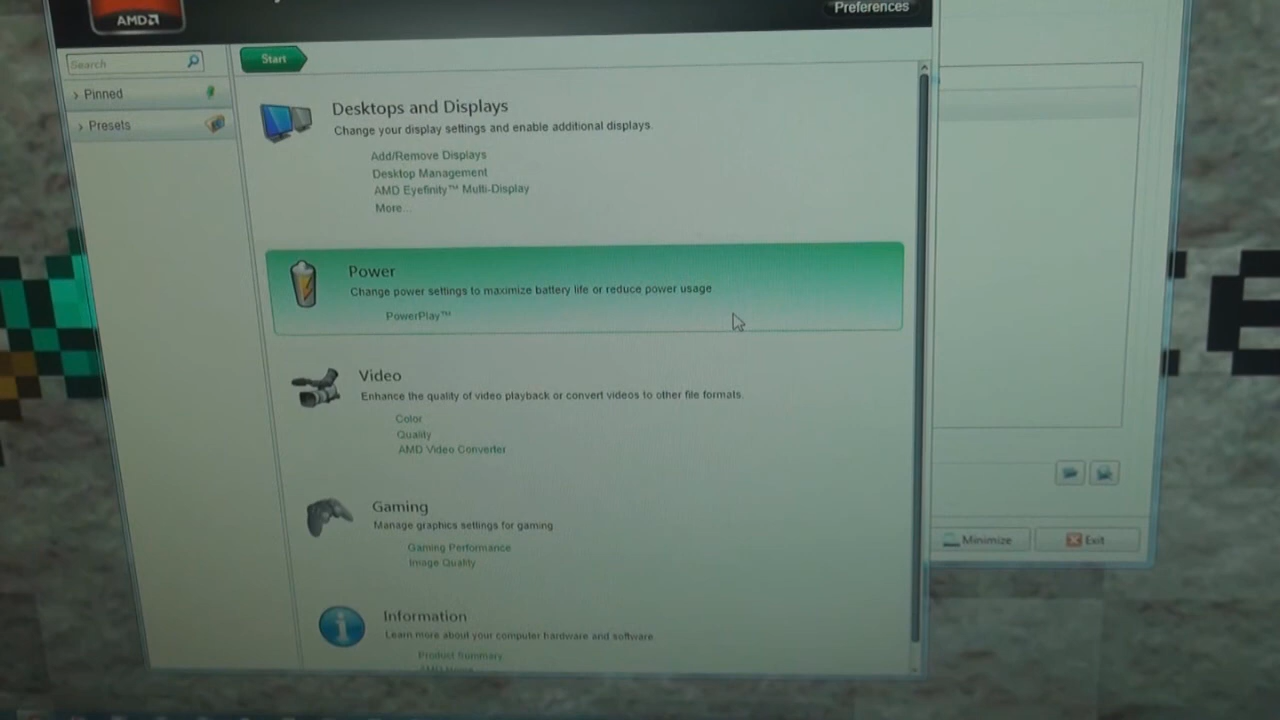 AMD
Preferences
Search
Start
Pinned
Presets
Desktops and Displays
Change your display settings and enable additional displays.
Add/Remove Displays
Desktop Management
AMD Eyefinity™ Multi-Display
More...
Power
Change power settings to maximize battery life or reduce power usage
PowerPlay™
Video
Enhance the quality of video playback or convert videos to other file formats.
Color
Quality
AMD Video Converter
Gaming
Manage graphics settings for gaming
Gaming Performance
Image Quality
Minimize
Exit
Information
Learn more about your computer hardware and software
Product Summary
E